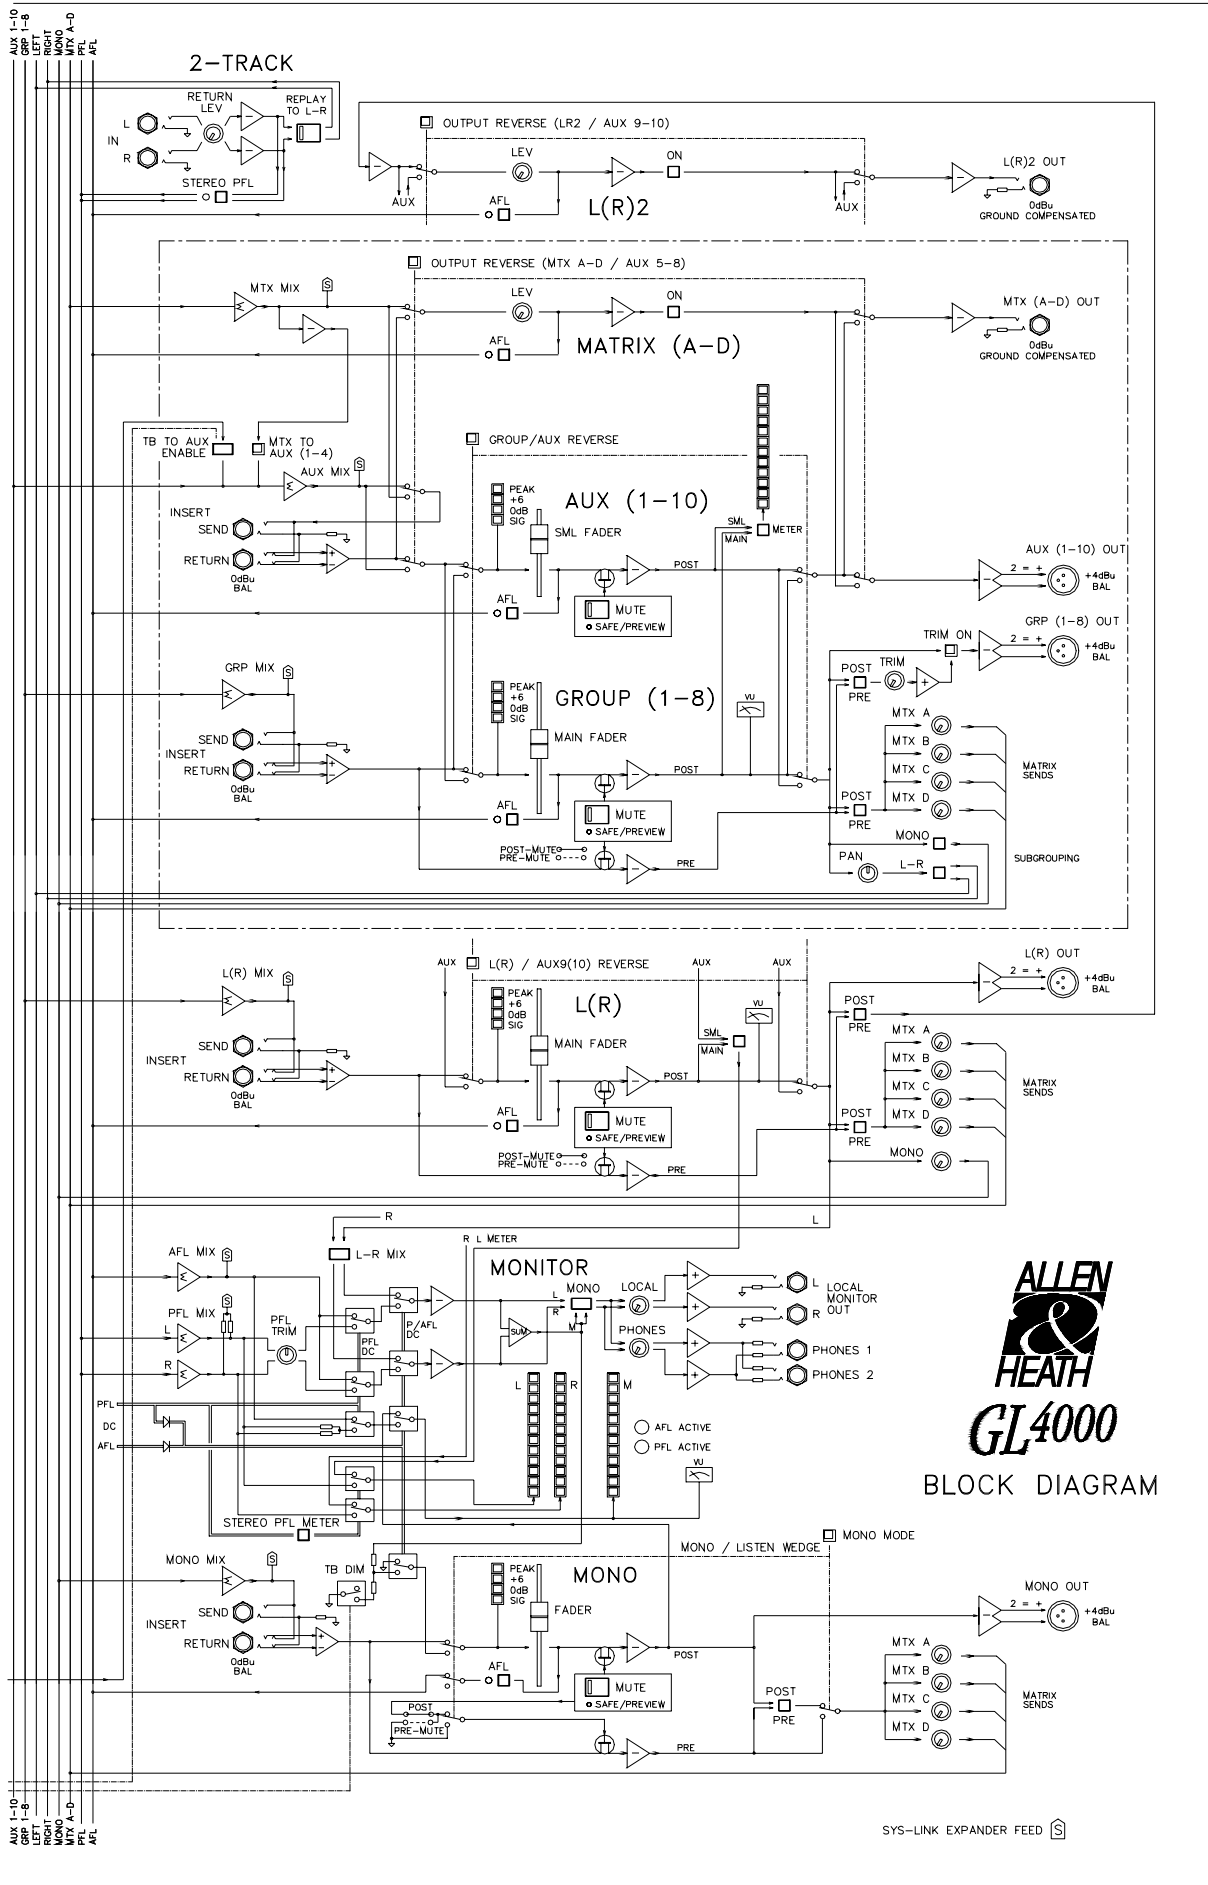 AUX 1-10
GRP 1-8
LEFT
RIGHT
MONO
MTX A-D
PFL
AFL
2-TRACK
RETURN
LEV
REPLAY
TO L-R
L
IN
R
STEREO PFL
OUTPUT REVERSE (LR2 / AUX 9-10)
LEV
ON
AUX
AFL
L(R)2
AUX
L(R)2 OUT
0dBu
GROUND COMPENSATED
OUTPUT REVERSE (MTX A-D / AUX 5-8)
MTX MIX
S
LEV
ON
AFL
MATRIX (A-D)
MTX (A-D) OUT
0dBu
GROUND COMPENSATED
TB TO AUX
ENABLE
MTX TO
AUX (1-4)
AUX MIX
S
GROUP/AUX REVERSE
INSERT
SEND
RETURN
0dBu
BAL
PEAK
+6
0dB
SIG
AUX (1-10)
SML FADER
AFL
MUTE
SAFE/PREVIEW
POST
SML
MAIN
METER
AUX (1-10) OUT
2 = +
+4dBu
BAL
GRP (1-8) OUT
TRIM ON
2 = +
+4dBu
BAL
POST
PRE
TRIM
GRP MIX
S
SEND
INSERT
RETURN
0dBu
BAL
PEAK
+6
0dB
SIG
GROUP (1-8)
MAIN FADER
AFL
MUTE
SAFE/PREVIEW
POST-MUTE
PRE-MUTE
POST
PRE
VU
MTX A
MTX B
MTX C
MTX D
POST
PRE
MATRIX
SENDS
MONO
PAN
L-R
SUBGROUPING
L(R) MIX
S
INSERT
SEND
RETURN
0dBu
BAL
AUX
L(R) / AUX9(10) REVERSE
AUX
AUX
PEAK
+6
0dB
SIG
L(R)
MAIN FADER
AFL
MUTE
SAFE/PREVIEW
POST-MUTE
PRE-MUTE
POST
PRE
SML
MAIN
VU
L(R) OUT
2 = +
+4dBu
BAL
POST
PRE
MTX A
MTX B
MTX C
MTX D
POST
PRE
MATRIX
SENDS
MONO
R
L
L-R MIX
R L METER
AFL MIX
S
PFL MIX
S
L
R
PFL
TRIM
P/AFL
DC
PFL
DC
MONITOR
MONO
L
R
M
SUM
LOCAL
PHONES
L
R
LOCAL
MONITOR
OUT
PHONES 1
PHONES 2
PFL
DC
AFL
L
R
M
AFL ACTIVE
PFL ACTIVE
VU
STEREO PFL METER
MONO / LISTEN WEDGE
MONO MODE
MONO MIX
S
TB DIM
INSERT
SEND
RETURN
0dBu
BAL
PEAK
+6
0dB
SIG
MONO
FADER
AFL
MUTE
SAFE/PREVIEW
POST
PRE-MUTE
POST
PRE
POST
PRE
MONO OUT
2 = +
+4dBu
BAL
MTX A
MTX B
MTX C
MTX D
MATRIX
SENDS
ALLEN
&
HEATH
GL4000
BLOCK DIAGRAM
AUX 1-10
GRP 1-8
LEFT
RIGHT
MONO
MTX A-D
PFL
AFL
SYS-LINK EXPANDER FEED S